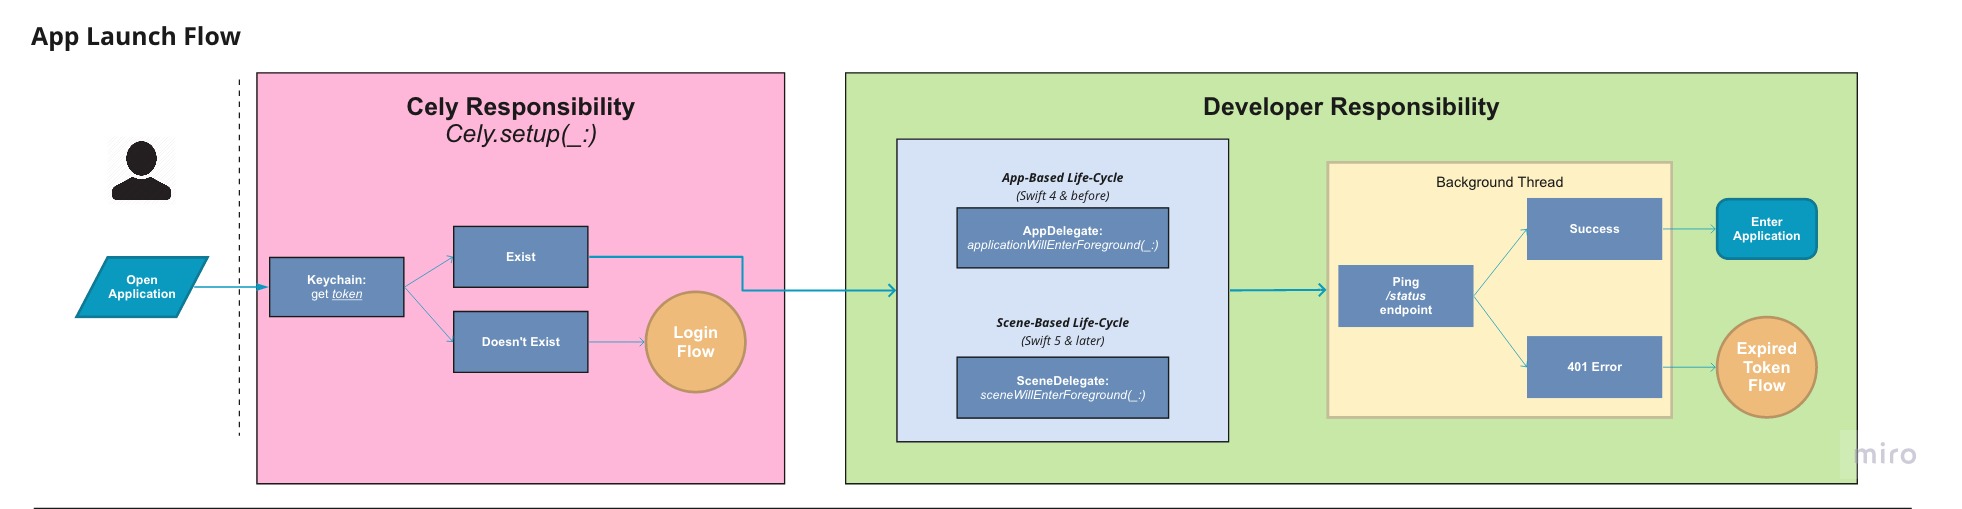 App Launch Flow
Cely Responsibility
Cely.setup(_:)
Open
Application
Keychain:
get token
Exist
Doesn't Exist
Login
Flow
Developer Responsibility
App-Based Life-Cycle
(Swift 4 & before)
AppDelegate:
applicationWillEnterForeground(_:)
Scene-Based Life-Cycle
(Swift 5 & later)
SceneDelegate:
sceneWillEnterForeground(_:)
Background Thread
Ping
/status
endpoint
Success
401 Error
Enter
Application
Expired
Token
Flow
miro